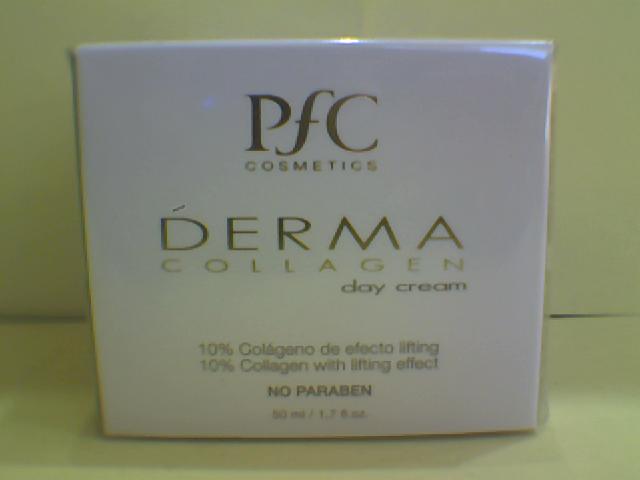 PfC
COSMETICS
DERMA
COLLAGEN
day cream
10% Colágeno de efecto lifting
10% Collagen with lifting effect
NO PARABEN
50 ml / 1.7 fl oz.